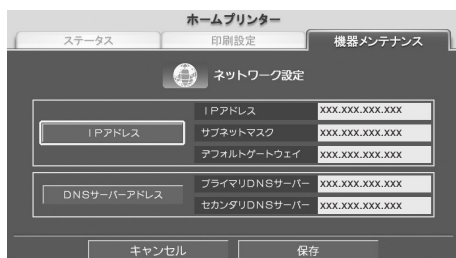 ホームプリンター
ステータス 印刷設定 機器メンテナンス
ネットワーク設定
IPアドレス
IPアドレス xxx.xxx.xxx.xxx
サブネットマスク xxx.xxx.xxx.xxx
デフォルトゲートウェイ xxx.xxx.xxx.xxx
DNSサーバーアドレス
プライマリDNSサーバー xxx.xxx.xxx.xxx
セカンダリDNSサーバー xxx.xxx.xxx.xxx
キャンセル 保存